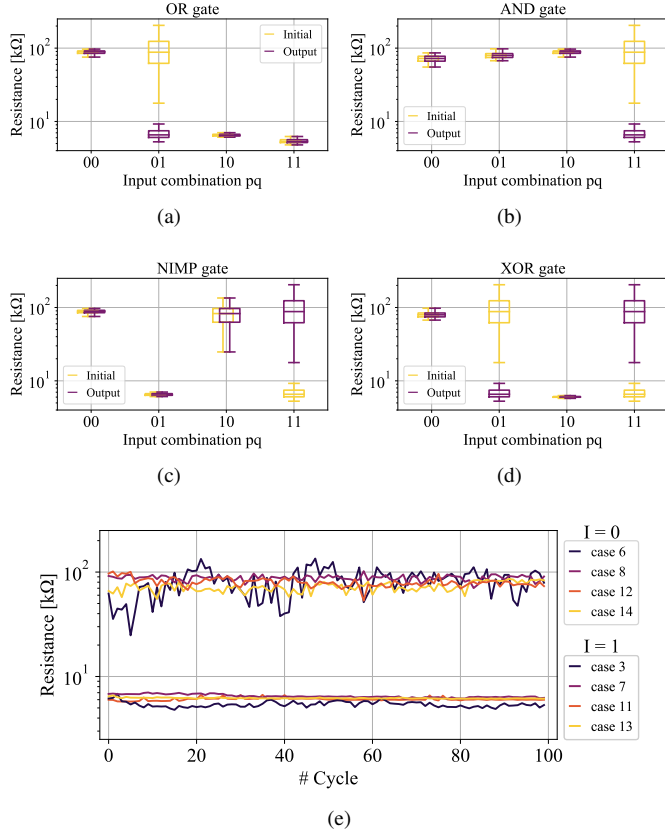 OR gate
Resistance [kΩ]
10²
10¹
Initial
Output
00 01 10 11
Input combination pq
(a)
AND gate
Resistance [kΩ]
10²
10¹
Initial
Output
00 01 10 11
Input combination pq
(b)
NIMP gate
Resistance [kΩ]
10²
10¹
Initial
Output
00 01 10 11
Input combination pq
(c)
XOR gate
Resistance [kΩ]
10²
10¹
Initial
Output
00 01 10 11
Input combination pq
(d)
Resistance [kΩ]
10²
10¹
0 20 40 60 80 100
# Cycle
I = 0
case 6
case 8
case 12
case 14
I = 1
case 3
case 7
case 11
case 13
(e)